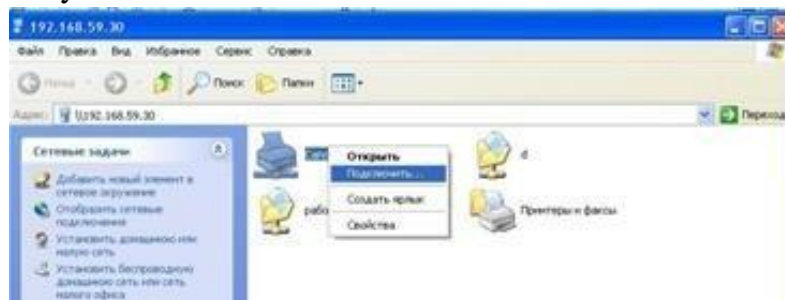 192.168.59.30
Файл Правка Вид Избранное Сервис Справка
Назад Поиск Папки
Адрес: \\192.168.59.30 Переход
Сетевые задачи
Добавить новый элемент в
сетевое окружение
Отобразить сетевые
подключения
Установить домашнюю или
малую сеть
Установить беспроводную
домашнюю сеть или сеть
малого офиса
Открыть
Подключить...
Создать ярлык
Свойства
d
рабо
Принтеры и факсы